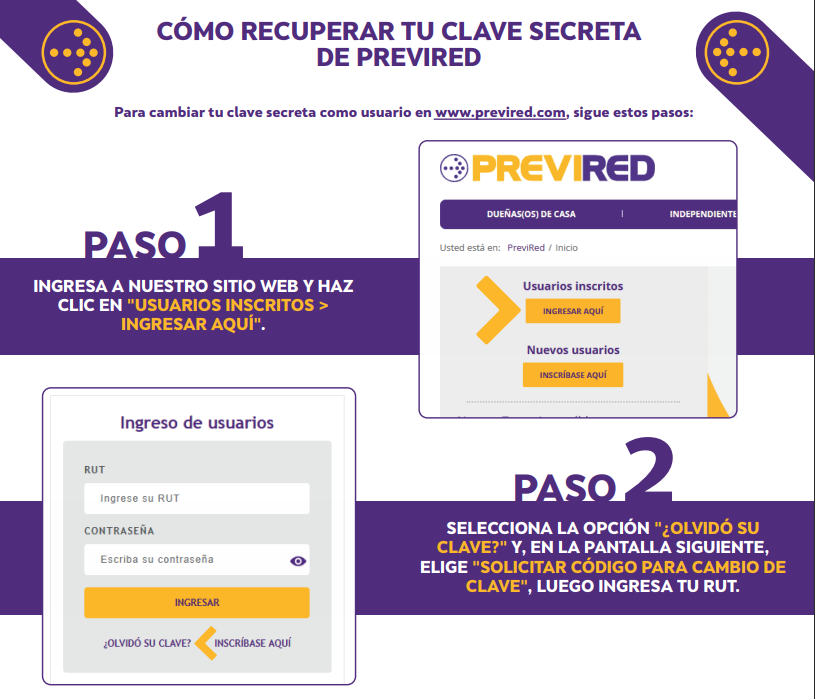 CÓMO RECUPERAR TU CLAVE SECRETA
DE PREVIRED
Para cambiar tu clave secreta como usuario en www.previred.com, sigue estos pasos:
PASO 1
INGRESA A NUESTRO SITIO WEB Y HAZ
CLIC EN "USUARIOS INSCRITOS >
INGRESAR AQUÍ".
PREVIRED
DUEÑAS(OS) DE CASA | INDEPENDIENTE
Usted está en: PreviRed / Inicio
Usuarios inscritos
INGRESAR AQUÍ
Nuevos usuarios
INSCRÍBASE AQUÍ
Ingreso de usuarios
RUT
Ingrese su RUT
CONTRASEÑA
Escriba su contraseña
INGRESAR
¿OLVIDÓ SU CLAVE? INSCRÍBASE AQUÍ
PASO 2
SELECCIONA LA OPCIÓN "¿OLVIDÓ SU
CLAVE?" Y, EN LA PANTALLA SIGUIENTE,
ELIGE "SOLICITAR CÓDIGO PARA CAMBIO DE
CLAVE", LUEGO INGRESA TU RUT.